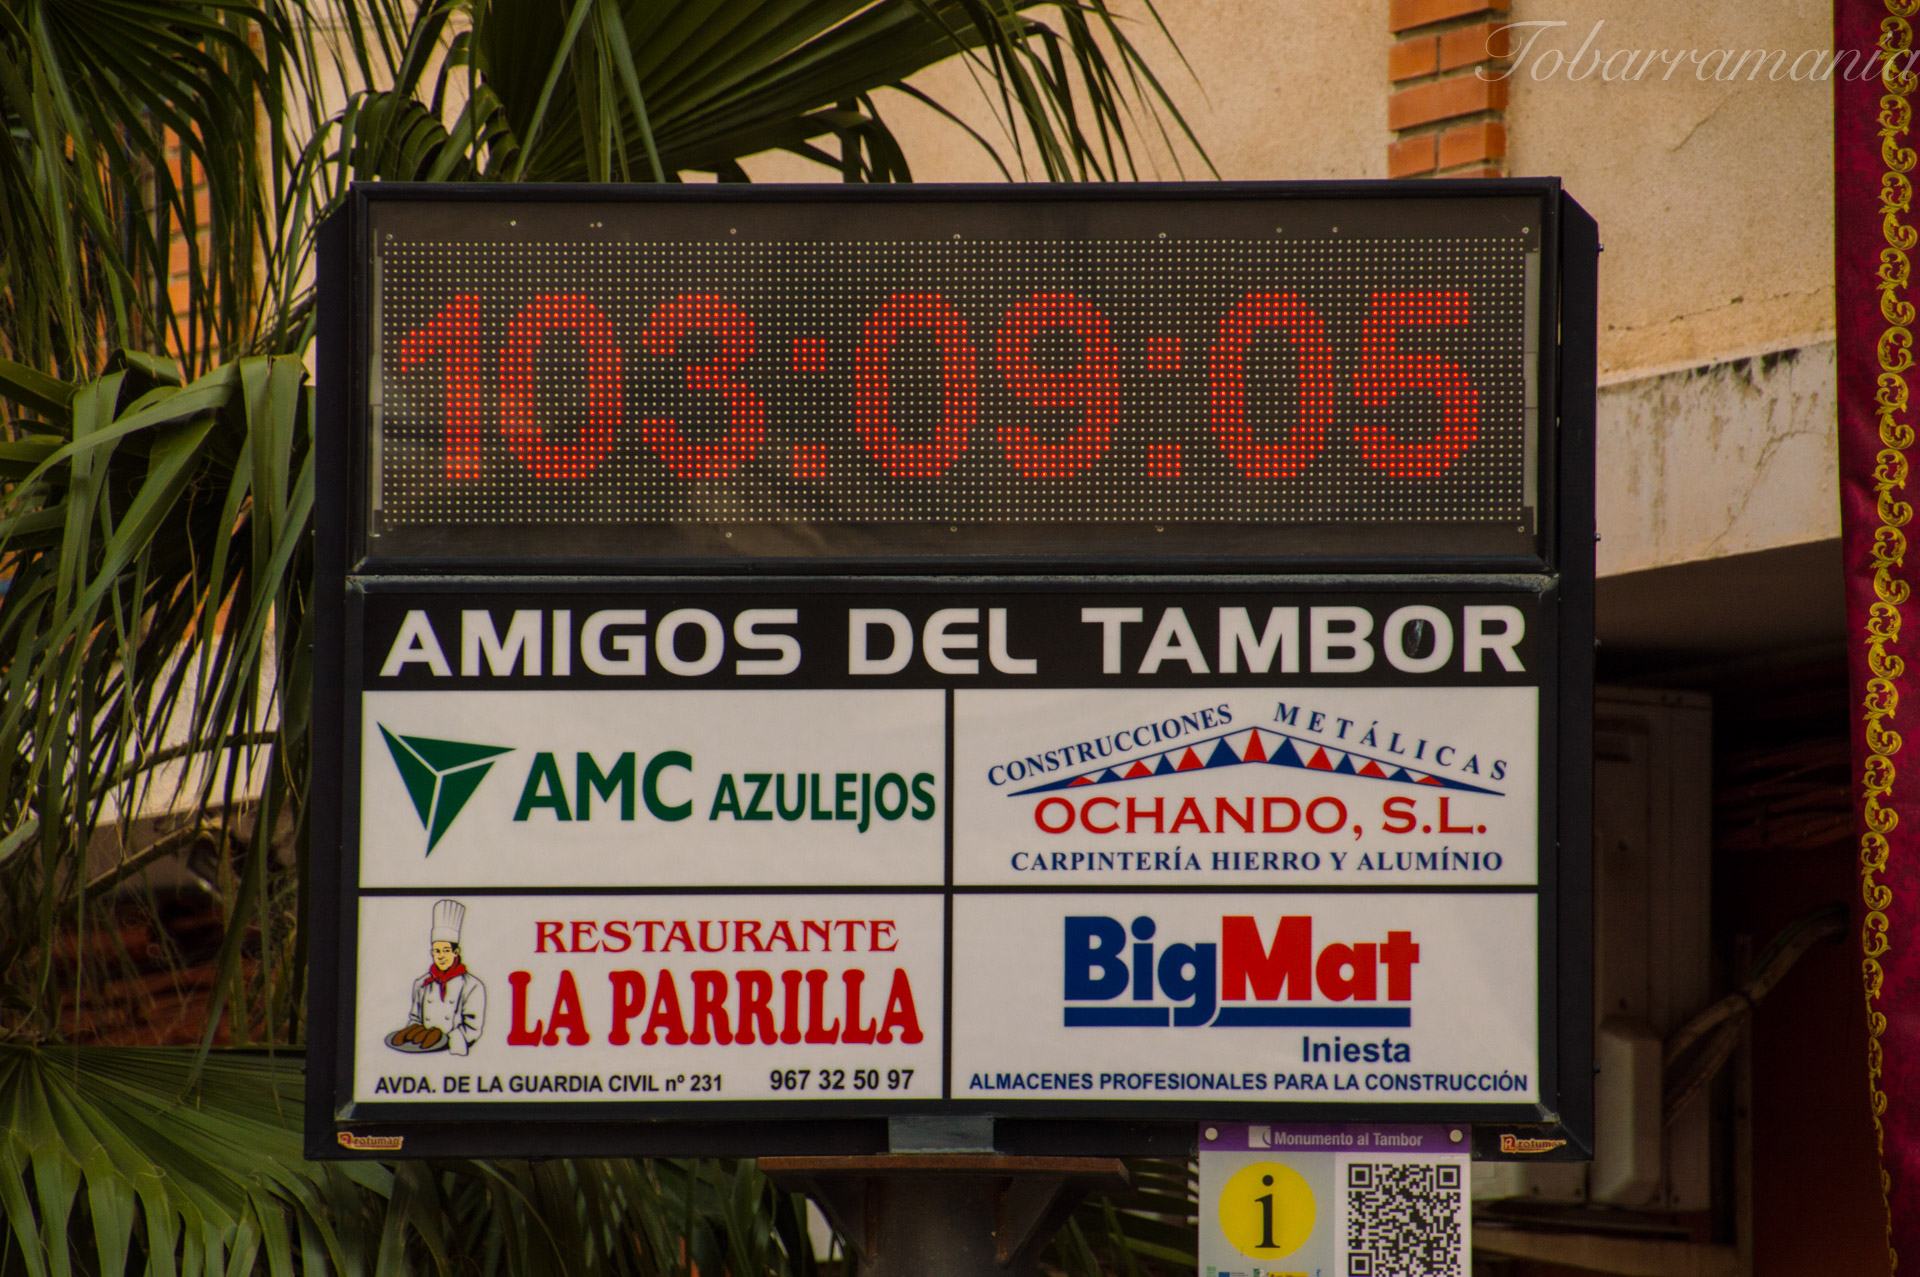 Tobarramanía
103:09:05
AMIGOS DEL TAMBOR
AMC AZULEJOS
CONSTRUCCIONES METÁLICAS
OCHANDO, S.L.
CARPINTERÍA HIERRO Y ALUMÍNIO
RESTAURANTE
LA PARRILLA
AVDA. DE LA GUARDIA CIVIL nº 231 967 32 50 97
BigMat
Iniesta
ALMACENES PROFESIONALES PARA LA CONSTRUCCIÓN
Monumento al Tambor
i